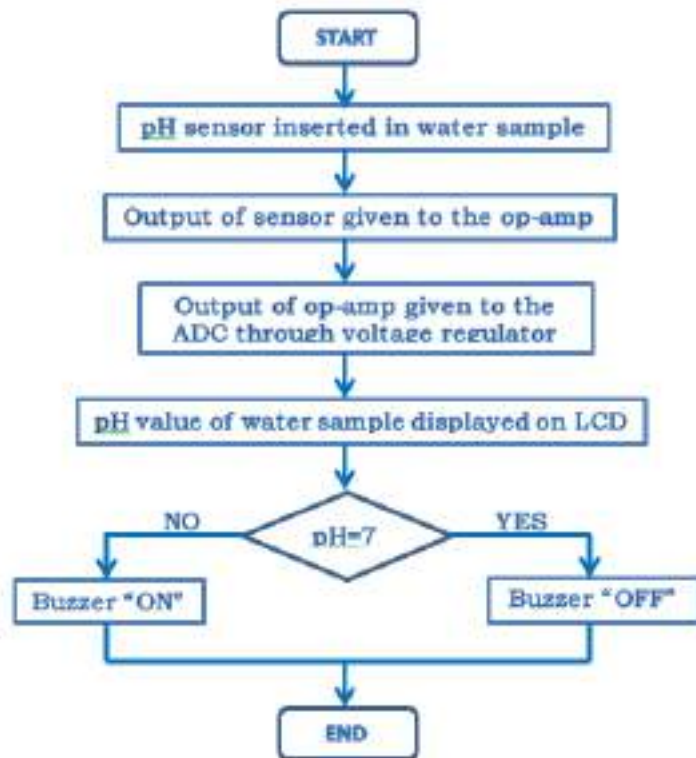 START
pH sensor inserted in water sample
Output of sensor given to the op-amp
Output of op-amp given to the
ADC through voltage regulator
pH value of water sample displayed on LCD
NO
YES
pH=7
Buzzer “ON”
Buzzer “OFF”
END